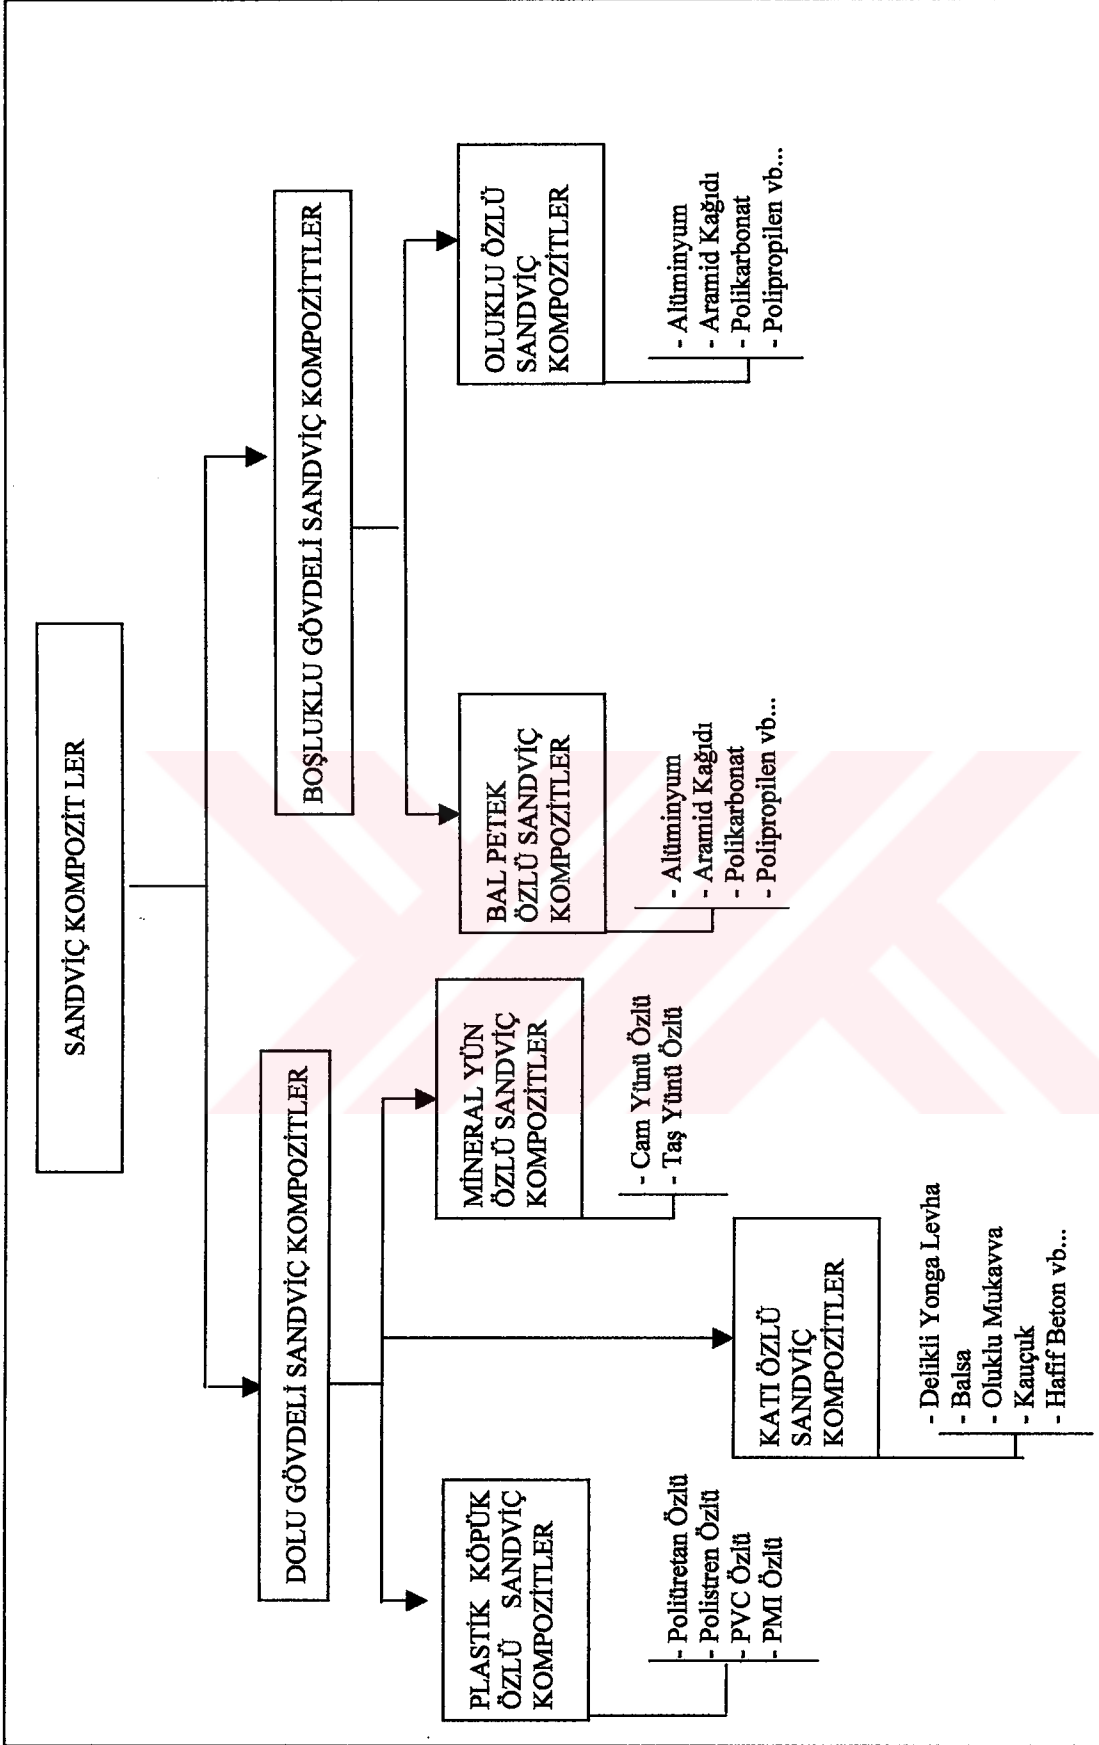 SANDVİÇ KOMPOZİT LER
DOLU GÖVDELİ SANDVİÇ KOMPOZİTLER
PLASTİK KÖPÜK
ÖZLÜ SANDVİÇ
KOMPOZİTLER
- Poliüretan Özlü
- Polistren Özlü
- PVC Özlü
- PMI Özlü
KATI ÖZLÜ
SANDVİÇ
KOMPOZİTLER
- Delikli Yonga Levha
- Balsa
- Oluklu Mukavva
- Kauçuk
- Hafif Beton vb...
MİNERAL YÜN
ÖZLÜ SANDVİÇ
KOMPOZİTLER
- Cam Yünü Özlü
- Taş Yünü Özlü
BOŞLUKLU GÖVDELİ SANDVİÇ KOMPOZİTTLER
BAL PETEK
ÖZLÜ SANDVİÇ
KOMPOZİTLER
- Alüminyum
- Aramid Kağıdı
- Polikarbonat
- Polipropilen vb...
OLUKLU ÖZLÜ
SANDVİÇ
KOMPOZİTLER
- Alüminyum
- Aramid Kağıdı
- Polikarbonat
- Polipropilen vb...